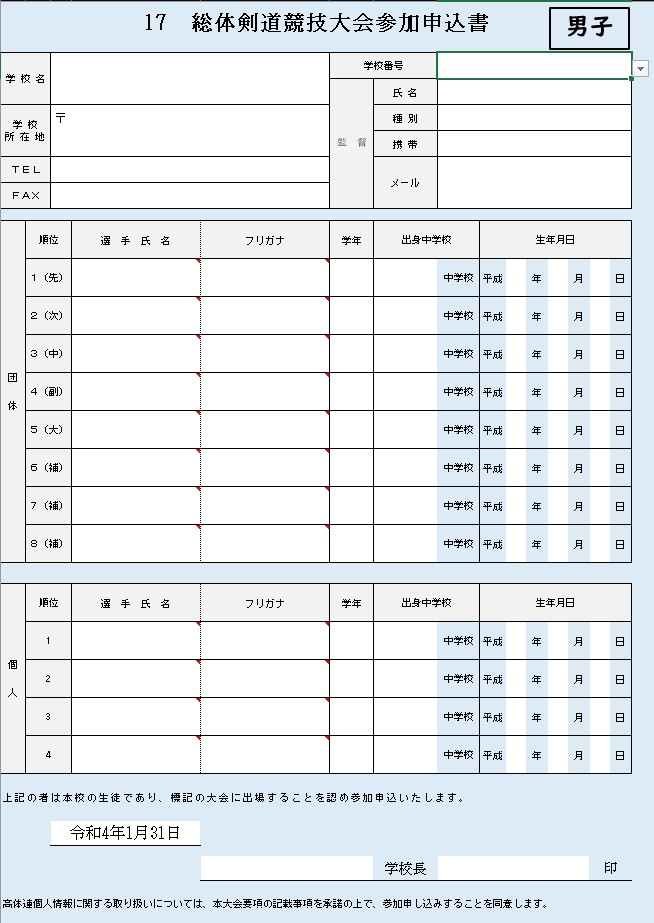 17　総体剣道競技大会参加申込書
男子
学校名
学校番号
監　督
氏 名
学 校
所 在 地
〒
種 別
携 帯
TEL
メール
FAX
順位　選　手　氏　名　フリガナ　学年　出身中学校　生年月日
団
体
1（先）　中学校　平成　年　月　日
2（次）　中学校　平成　年　月　日
3（中）　中学校　平成　年　月　日
4（副）　中学校　平成　年　月　日
5（大）　中学校　平成　年　月　日
6（補）　中学校　平成　年　月　日
7（補）　中学校　平成　年　月　日
8（補）　中学校　平成　年　月　日
順位　選　手　氏　名　フリガナ　学年　出身中学校　生年月日
個
人
1　中学校　平成　年　月　日
2　中学校　平成　年　月　日
3　中学校　平成　年　月　日
4　中学校　平成　年　月　日
上記の者は本校の生徒であり、標記の大会に出場することを認め参加申込いたします。
令和4年1月31日
学校長　印
高体連個人情報に関する取り扱いについては、本大会要項の記載事項を承諾の上で、参加申し込みすることを同意します。